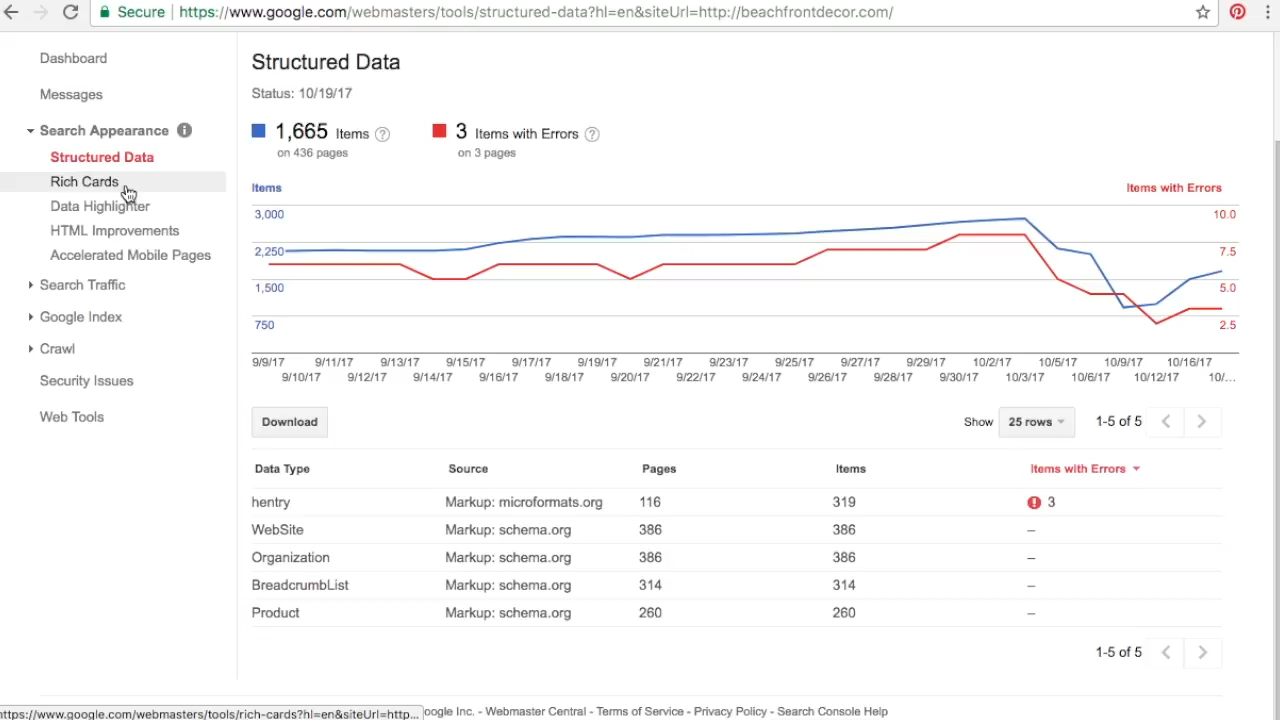 Secure https://www.google.com/webmasters/tools/structured-data?hl=en&siteUrl=http://beachfrontdecor.com/
Dashboard
Messages
Search Appearance
Structured Data
Rich Cards
Data Highlighter
HTML Improvements
Accelerated Mobile Pages
Search Traffic
Google Index
Crawl
Security Issues
Web Tools
Structured Data
Status: 10/19/17
1,665 Items ? 3 Items with Errors ?
on 436 pages on 3 pages
Items Items with Errors
3,000 10.0
2,250 7.5
1,500 5.0
750 2.5
9/9/17 9/11/17 9/13/17 9/15/17 9/17/17 9/19/17 9/21/17 9/23/17 9/25/17 9/27/17 9/29/17 10/2/17 10/5/17 10/9/17 10/16/17
9/10/17 9/12/17 9/14/17 9/16/17 9/18/17 9/20/17 9/22/17 9/24/17 9/26/17 9/28/17 9/30/17 10/3/17 10/6/17 10/12/17 10/...
Download Show 25 rows 1-5 of 5
Data Type Source Pages Items Items with Errors
hentry Markup: microformats.org 116 319 3
WebSite Markup: schema.org 386 386 –
Organization Markup: schema.org 386 386 –
BreadcrumbList Markup: schema.org 314 314 –
Product Markup: schema.org 260 260 –
1-5 of 5
https://www.google.com/webmasters/tools/rich-cards?hl=en&siteUrl=http... oogle Inc. - Webmaster Central - Terms of Service - Privacy Policy - Search Console Help